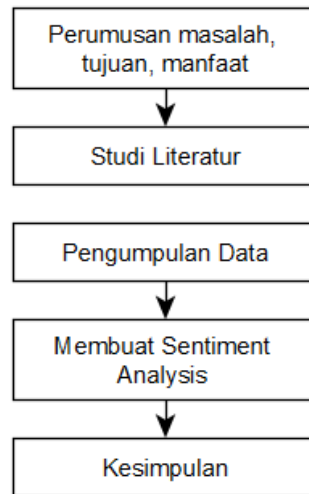 Perumusan masalah,
tujuan, manfaat
Studi Literatur
Pengumpulan Data
Membuat Sentiment
Analysis
Kesimpulan